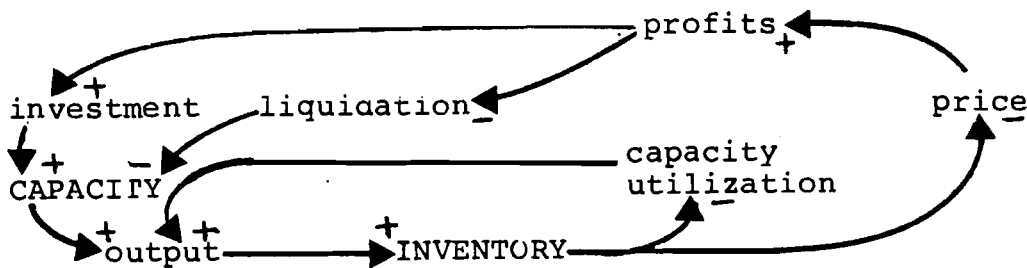 profits
+
+
investment
liquidation
-
price
-
+
-
capacity
CAPACITY
utilization
-
+
+
+
output
INVENTORY